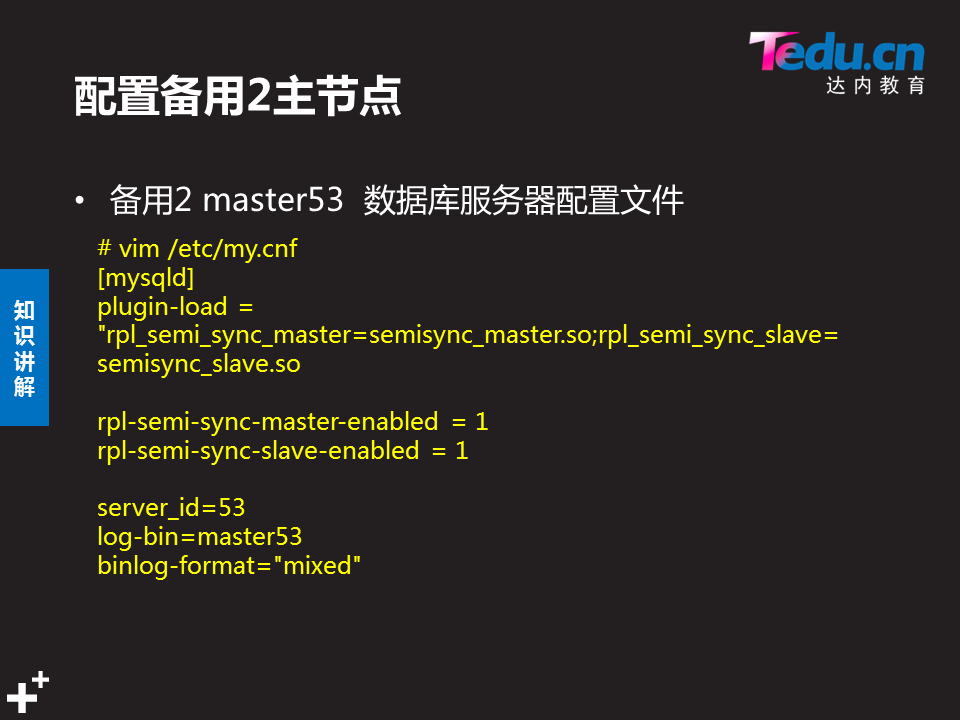 Tedu.cn
达内教育
配置备用2主节点
• 备用2 master53 数据库服务器配置文件
# vim /etc/my.cnf
[mysqld]
plugin-load =
"rpl_semi_sync_master=semisync_master.so;rpl_semi_sync_slave=
semisync_slave.so
rpl-semi-sync-master-enabled = 1
rpl-semi-sync-slave-enabled = 1
server_id=53
log-bin=master53
binlog-format="mixed"
知
识
讲
解